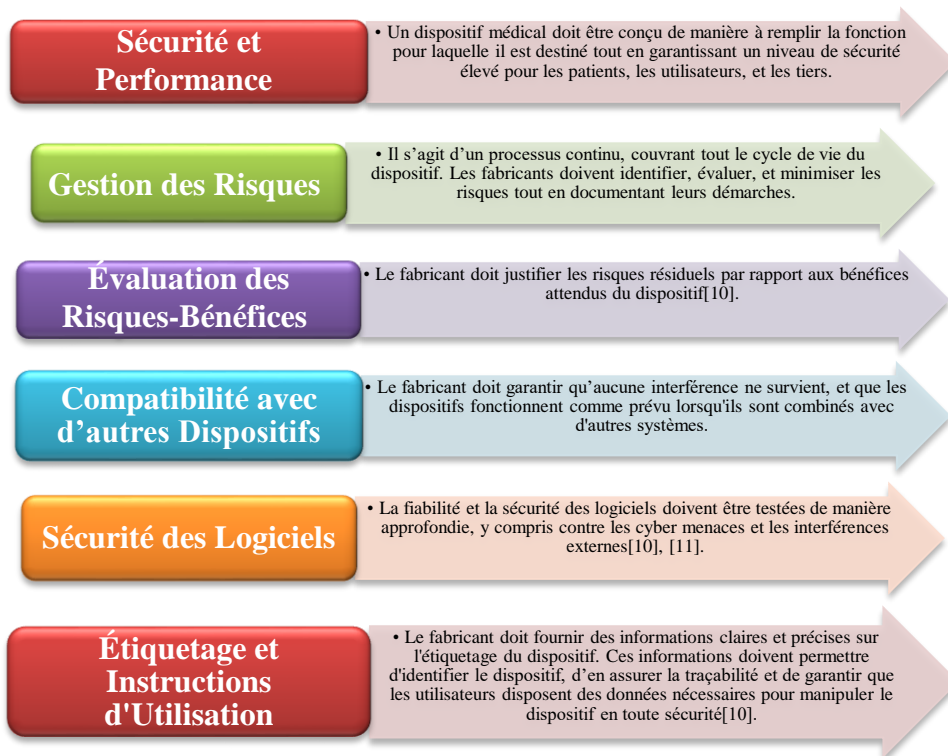 Sécurité et
Performance
• Un dispositif médical doit être conçu de manière à remplir la fonction
pour laquelle il est destiné tout en garantissant un niveau de sécurité
élevé pour les patients, les utilisateurs, et les tiers.
Gestion des Risques
• Il s’agit d’un processus continu, couvrant tout le cycle de vie du
dispositif. Les fabricants doivent identifier, évaluer, et minimiser les
risques tout en documentant leurs démarches.
Évaluation des
Risques-Bénéfices
• Le fabricant doit justifier les risques résiduels par rapport aux bénéfices
attendus du dispositif[10].
Compatibilité avec
d’autres Dispositifs
• Le fabricant doit garantir qu’aucune interférence ne survient, et que les
dispositifs fonctionnent comme prévu lorsqu'ils sont combinés avec
d'autres systèmes.
Sécurité des Logiciels
• La fiabilité et la sécurité des logiciels doivent être testées de manière
approfondie, y compris contre les cyber menaces et les interférences
externes[10], [11].
Étiquetage et
Instructions
d'Utilisation
• Le fabricant doit fournir des informations claires et précises sur
l'étiquetage du dispositif. Ces informations doivent permettre
d'identifier le dispositif, d’en assurer la traçabilité et de garantir que
les utilisateurs disposent des données nécessaires pour manipuler le
dispositif en toute sécurité[10].